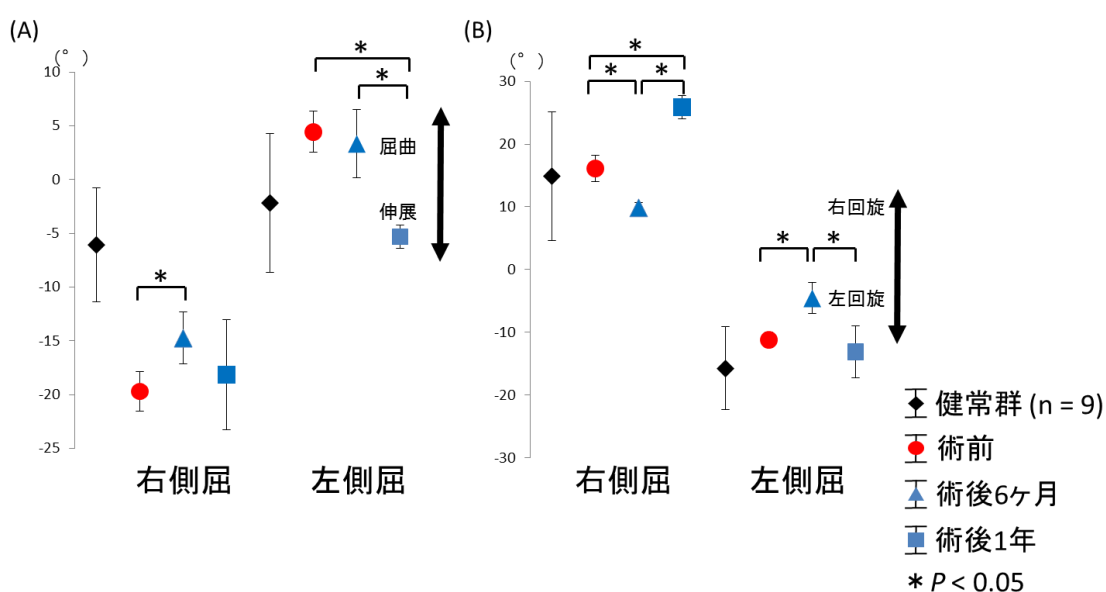 (A)
(°)
10
5
0
-5
-10
-15
-20
-25
*
*
*
屈曲
伸展
右側屈
左側屈
(B)
(°)
30
20
10
0
-10
-20
-30
*
*
*
*
*
右回旋
左回旋
右側屈
左側屈
健常群 (n = 9)
術前
術後6ヶ月
術後1年
* P < 0.05